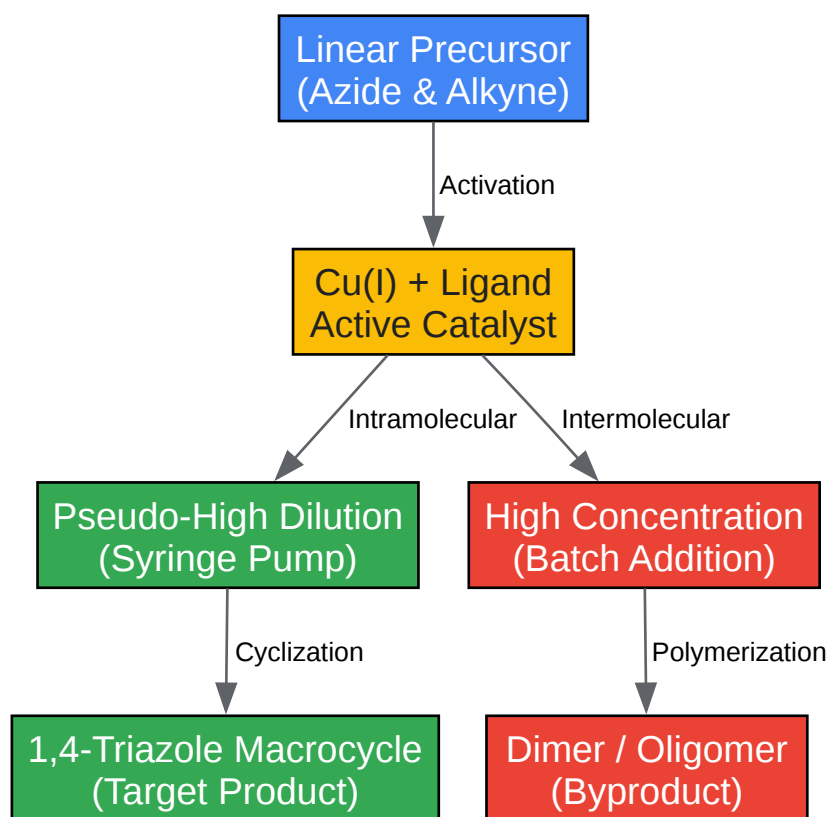 Linear Precursor
(Azide & Alkyne)
Activation
Cu(I) + Ligand
Active Catalyst
Intramolecular
Intermolecular
Pseudo-High Dilution
(Syringe Pump)
High Concentration
(Batch Addition)
Cyclization
Polymerization
1,4-Triazole Macrocycle
(Target Product)
Dimer / Oligomer
(Byproduct)